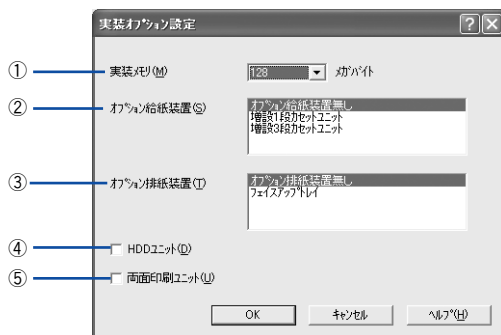 実装ｵﾌﾟｼｮﾝ設定
① 実装ﾒﾓﾘ(M) 128 ﾒｶﾞﾊﾞｲﾄ
② ｵﾌﾟｼｮﾝ給紙装置(S) ｵﾌﾟｼｮﾝ給紙装置無し
増設1段ｶｾｯﾄﾕﾆｯﾄ
増設3段ｶｾｯﾄﾕﾆｯﾄ
③ ｵﾌﾟｼｮﾝ排紙装置(T) ｵﾌﾟｼｮﾝ排紙装置無し
ﾌｪｲｽｱｯﾌﾟﾄﾚｲ
④ HDDﾕﾆｯﾄ(D)
⑤ 両面印刷ﾕﾆｯﾄ(U)
OK ｷｬﾝｾﾙ ﾍﾙﾌﾟ(H)